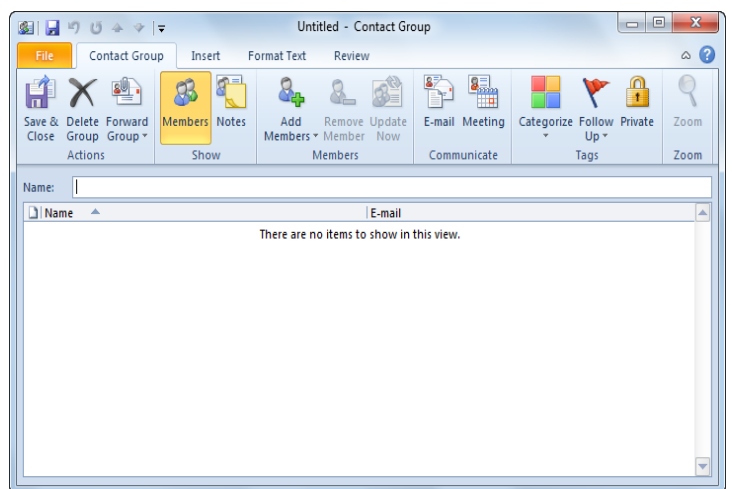 Untitled - Contact Group
File Contact Group Insert Format Text Review
Save & Delete Forward Members Notes Add Remove Update E-mail Meeting Categorize Follow Private Zoom
Close Group Group Members Member Now Up
Actions Show Members Communicate Tags Zoom
Name:
Name E-mail
There are no items to show in this view.